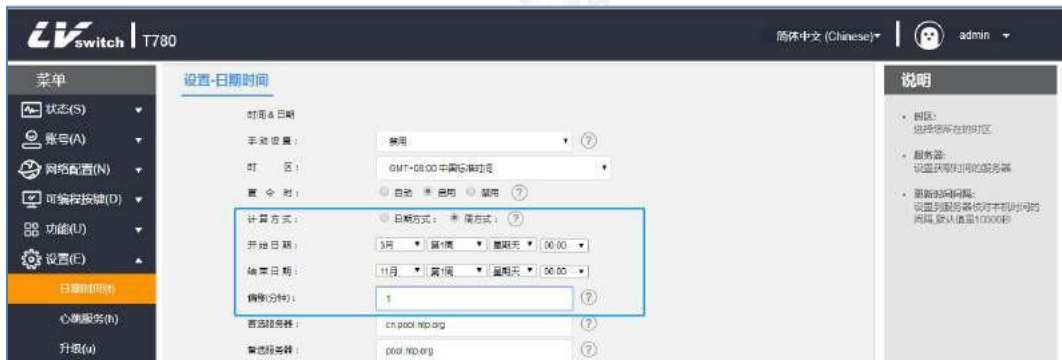 LVswitch T780
简体中文 (Chinese)
admin
菜单
状态(S)
账号(A)
网络配置(N)
可编程按键(D)
功能(U)
设置(E)
日期时间(t)
心跳服务(h)
升级(u)
设置-日期时间
时间&日期
手动设置： 禁用 ?
时 区： GMT+08:00 中国标准时间
夏令时： 自动 启用 禁用 ?
计算方式： 日期方式： 周方式： ?
开始日期： 3月 第1周 星期天 00:00
结束日期： 11月 第1周 星期天 00:00
偏移(分钟)： 1 ?
首选服务器： cn.pool.ntp.org ?
备选服务器： pool.ntp.org ?
说明
• 时区:
选择您所在的时区
• 服务器:
设置获取时间的服务器
• 更新时间间隔:
设置到服务器校对本机时间的
间隔,默认值是10000秒